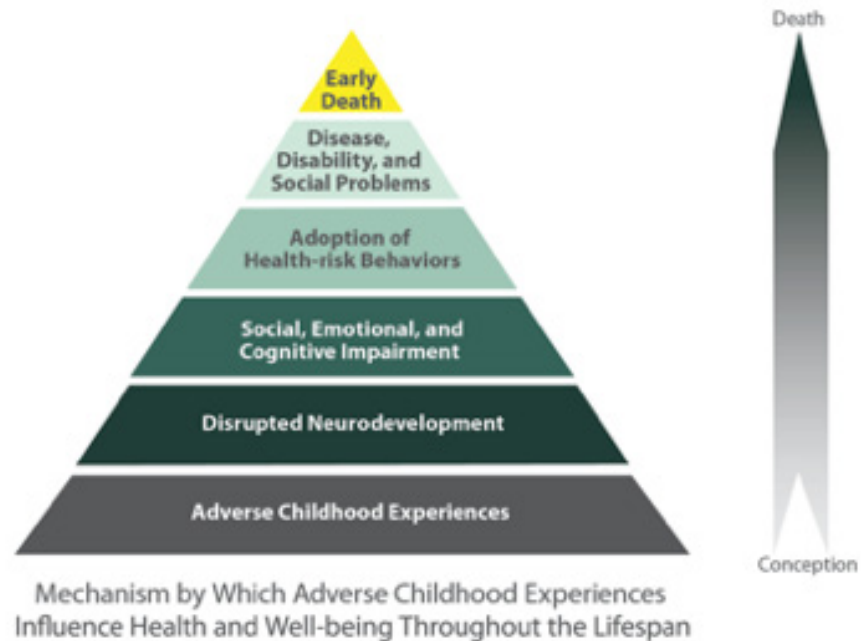 Death
Early
Death
Disease,
Disability, and
Social Problems
Adoption of
Health-risk Behaviors
Social, Emotional, and
Cognitive Impairment
Disrupted Neurodevelopment
Adverse Childhood Experiences
Conception
Mechanism by Which Adverse Childhood Experiences
Influence Health and Well-being Throughout the Lifespan